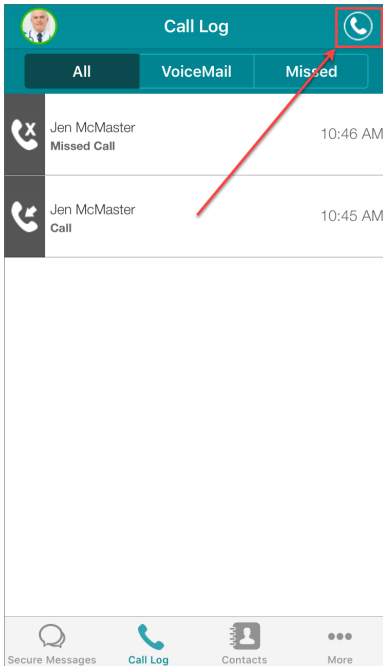 Call Log
All VoiceMail Missed
Jen McMaster
Missed Call
10:46 AM
Jen McMaster
Call
10:45 AM
Secure Messages Call Log Contacts More